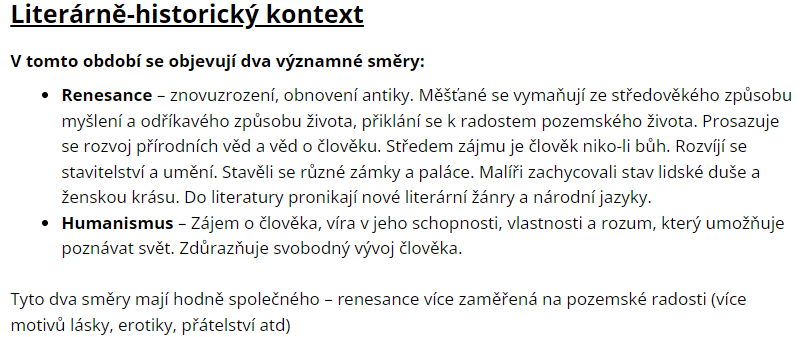 Literárně-historický kontext
V tomto období se objevují dva významné směry:
• Renesance – znovuzrození, obnovení antiky. Měšťané se vymaňují ze středověkého způsobu
myšlení a odříkavého způsobu života, přiklání se k radostem pozemského života. Prosazuje
se rozvoj přírodních věd a věd o člověku. Středem zájmu je člověk niko-li bůh. Rozvíjí se
stavitelství a umění. Stavěli se různé zámky a paláce. Malíři zachycovali stav lidské duše a
ženskou krásu. Do literatury pronikají nové literární žánry a národní jazyky.
• Humanismus – Zájem o člověka, víra v jeho schopnosti, vlastnosti a rozum, který umožňuje
poznávat svět. Zdůrazňuje svobodný vývoj člověka.
Tyto dva směry mají hodně společného – renesance více zaměřená na pozemské radosti (více
motivů lásky, erotiky, přátelství atd)